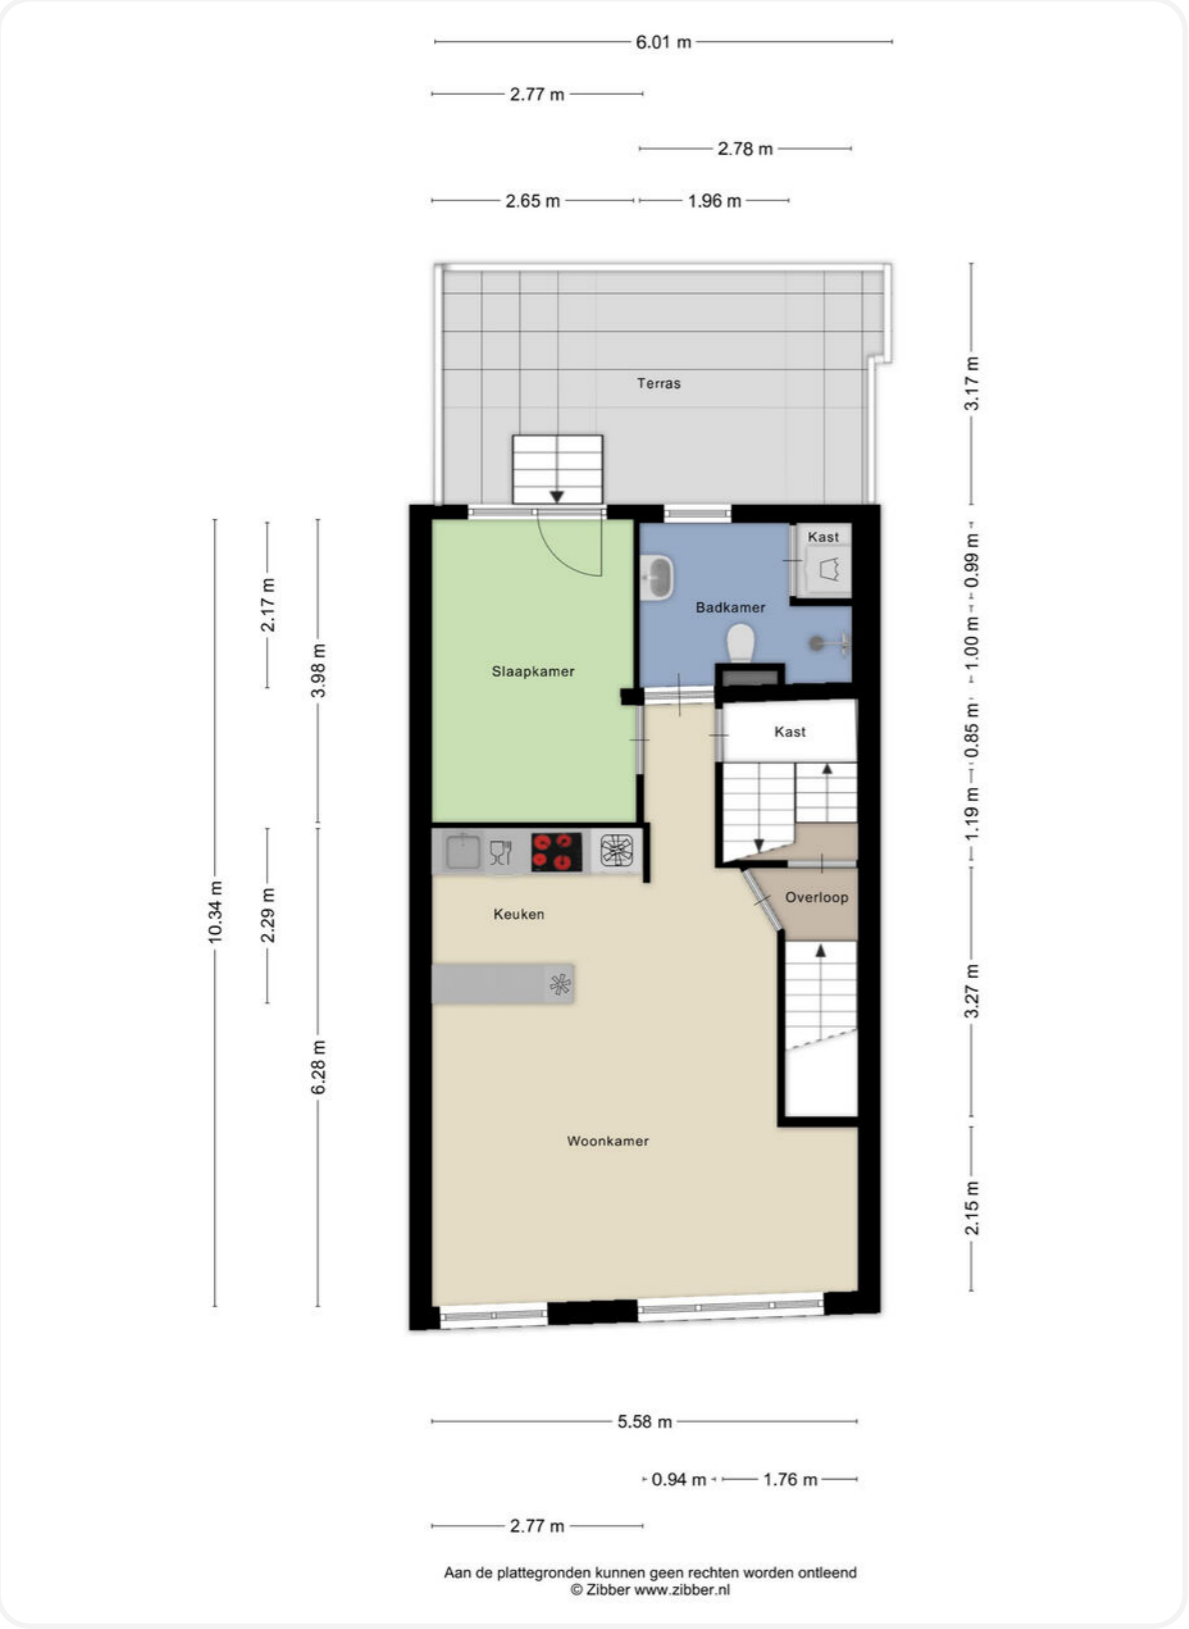 6.01 m
2.77 m
2.78 m
2.65 m
1.96 m
Terras
3.17 m
Kast
0.99 m
2.17 m
Badkamer
1.00 m
3.98 m
Slaapkamer
Kast
0.85 m
1.19 m
10.34 m
2.29 m
Keuken
Overloop
3.27 m
6.28 m
Woonkamer
2.15 m
5.58 m
0.94 m
1.76 m
2.77 m
Aan de plattegronden kunnen geen rechten worden ontleend
© Zibber www.zibber.nl